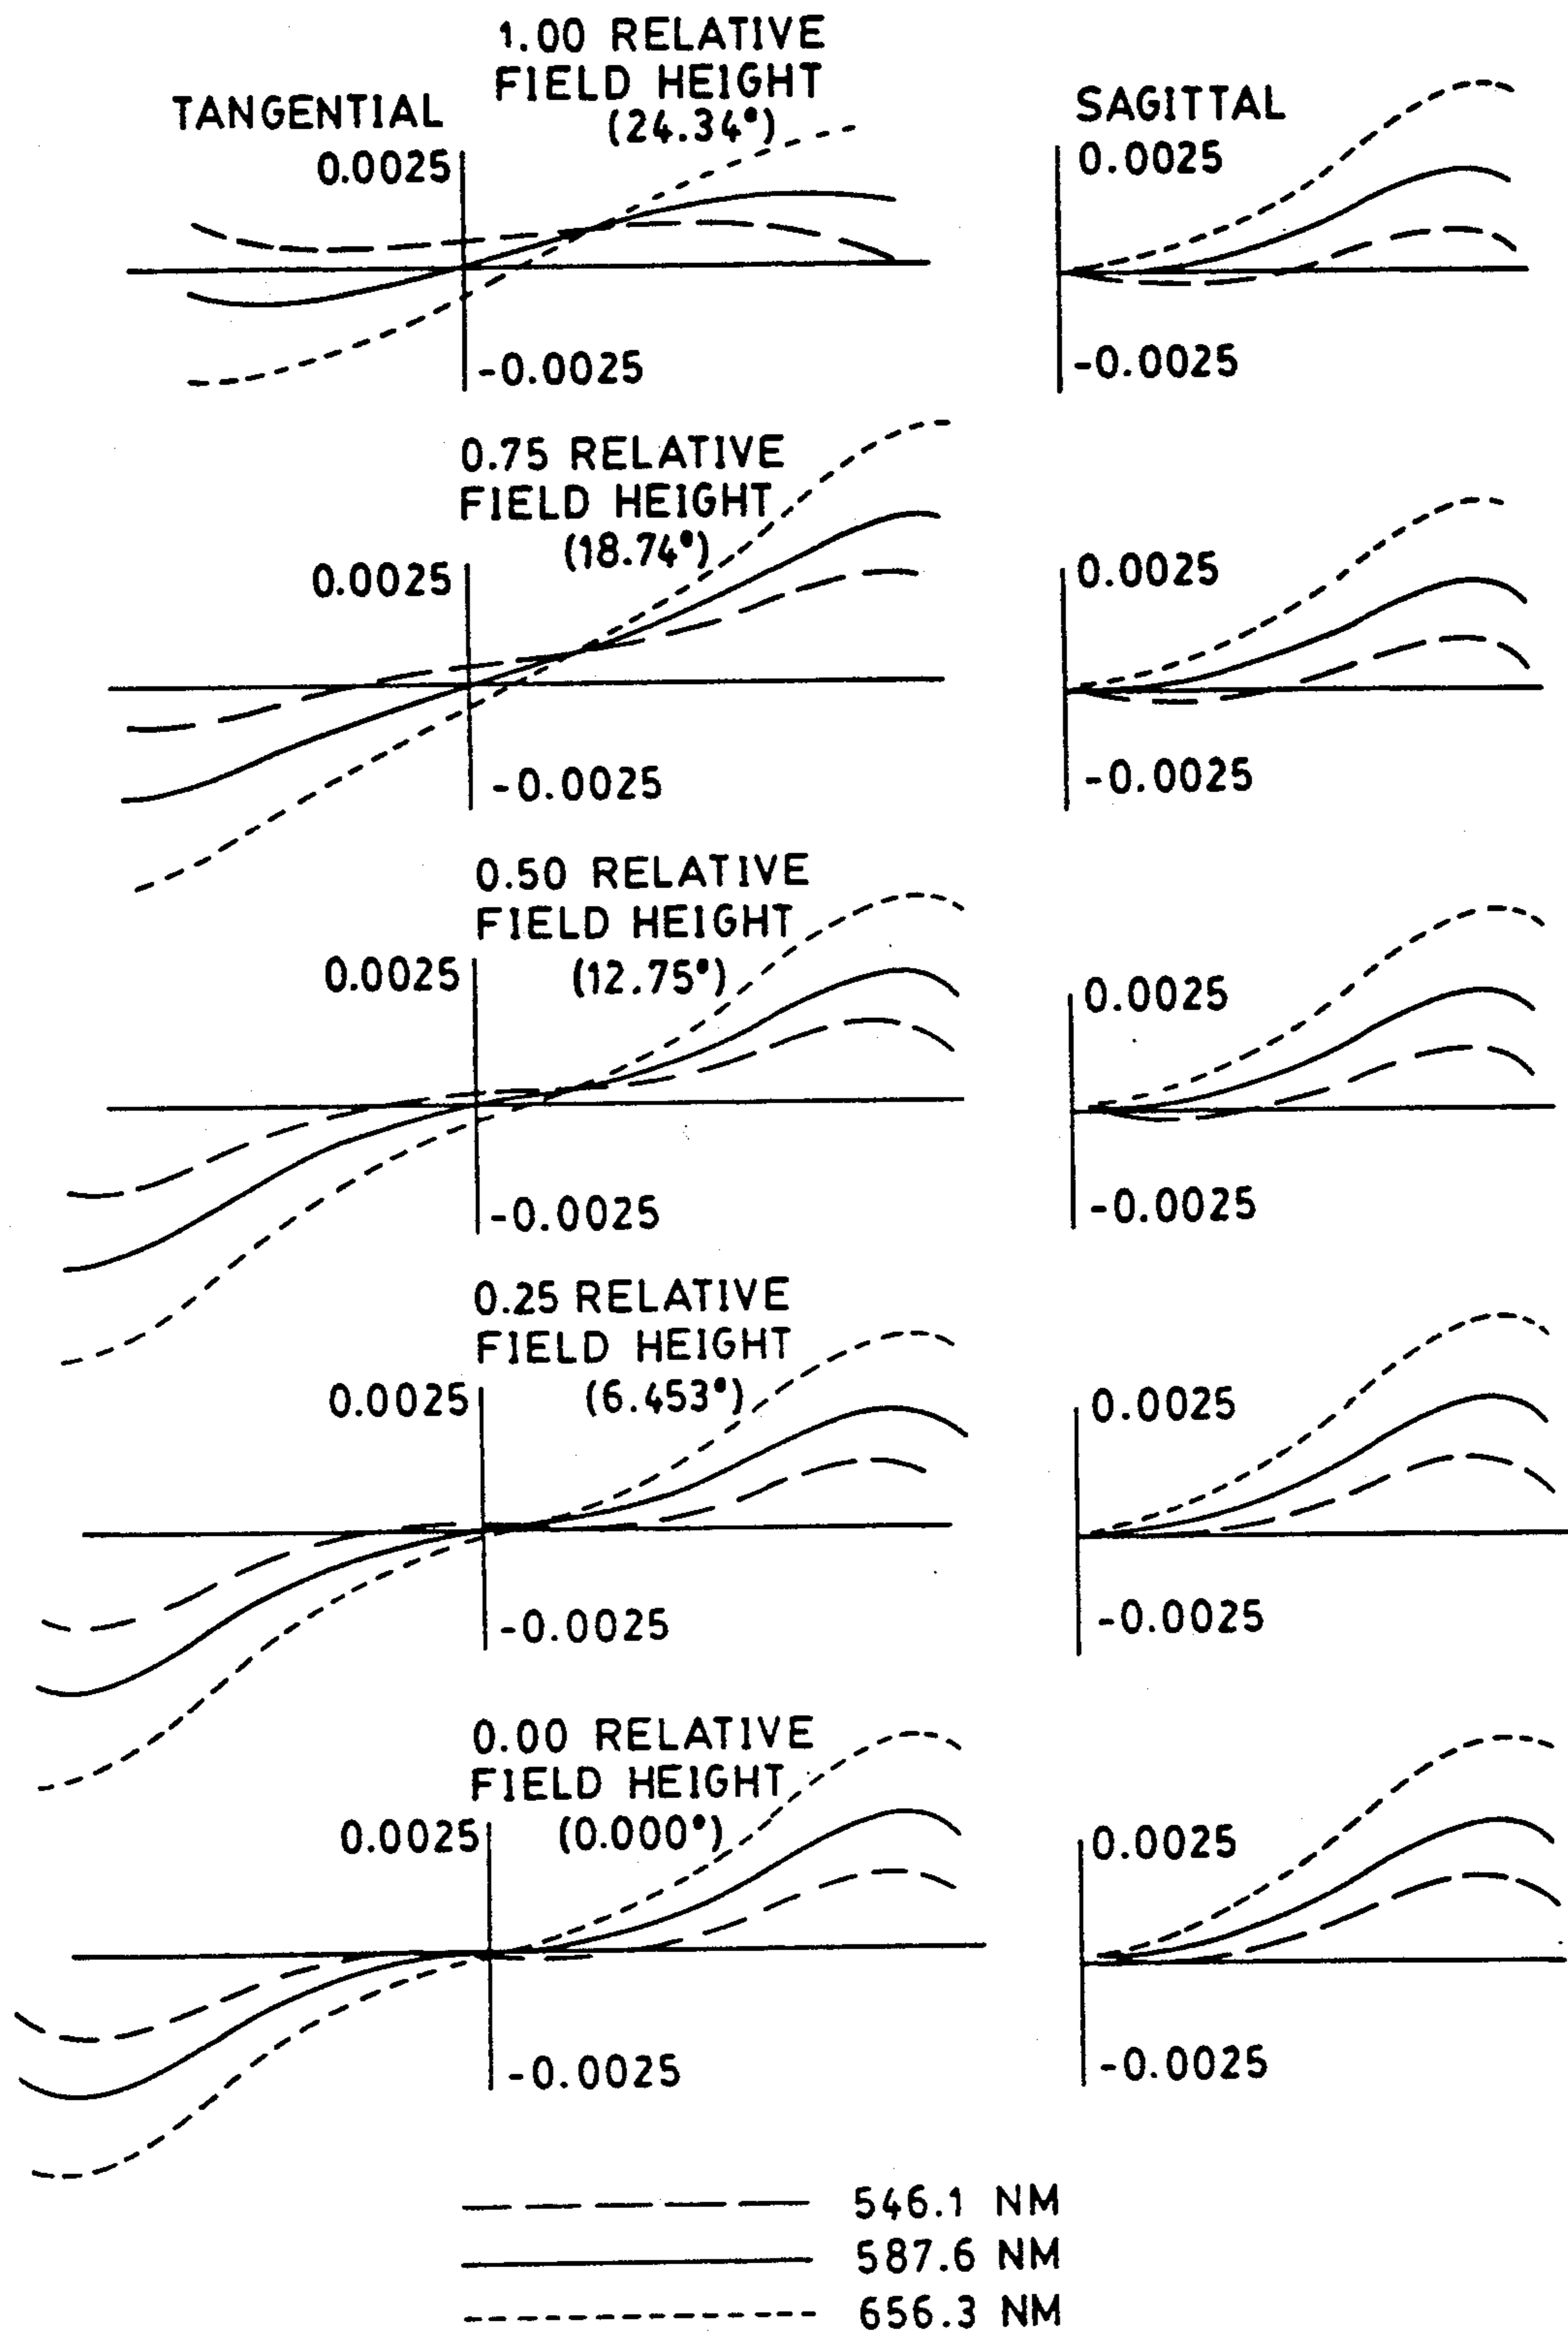 1.00 RELATIVE
FIELD HEIGHT
(24.34°)
TANGENTIAL
SAGITTAL
0.0025
0.0025
-0.0025
-0.0025
0.75 RELATIVE
FIELD HEIGHT
(18.74°)
0.0025
0.0025
-0.0025
-0.0025
0.50 RELATIVE
FIELD HEIGHT
(12.75°)
0.0025
0.0025
-0.0025
-0.0025
0.25 RELATIVE
FIELD HEIGHT
(6.453°)
0.0025
0.0025
-0.0025
-0.0025
0.00 RELATIVE
FIELD HEIGHT
(0.000°)
0.0025
0.0025
-0.0025
-0.0025
546.1 NM
587.6 NM
656.3 NM